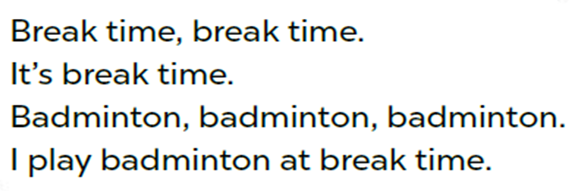 Break time, break time.
It’s break time.
Badminton, badminton, badminton.
I play badminton at break time.